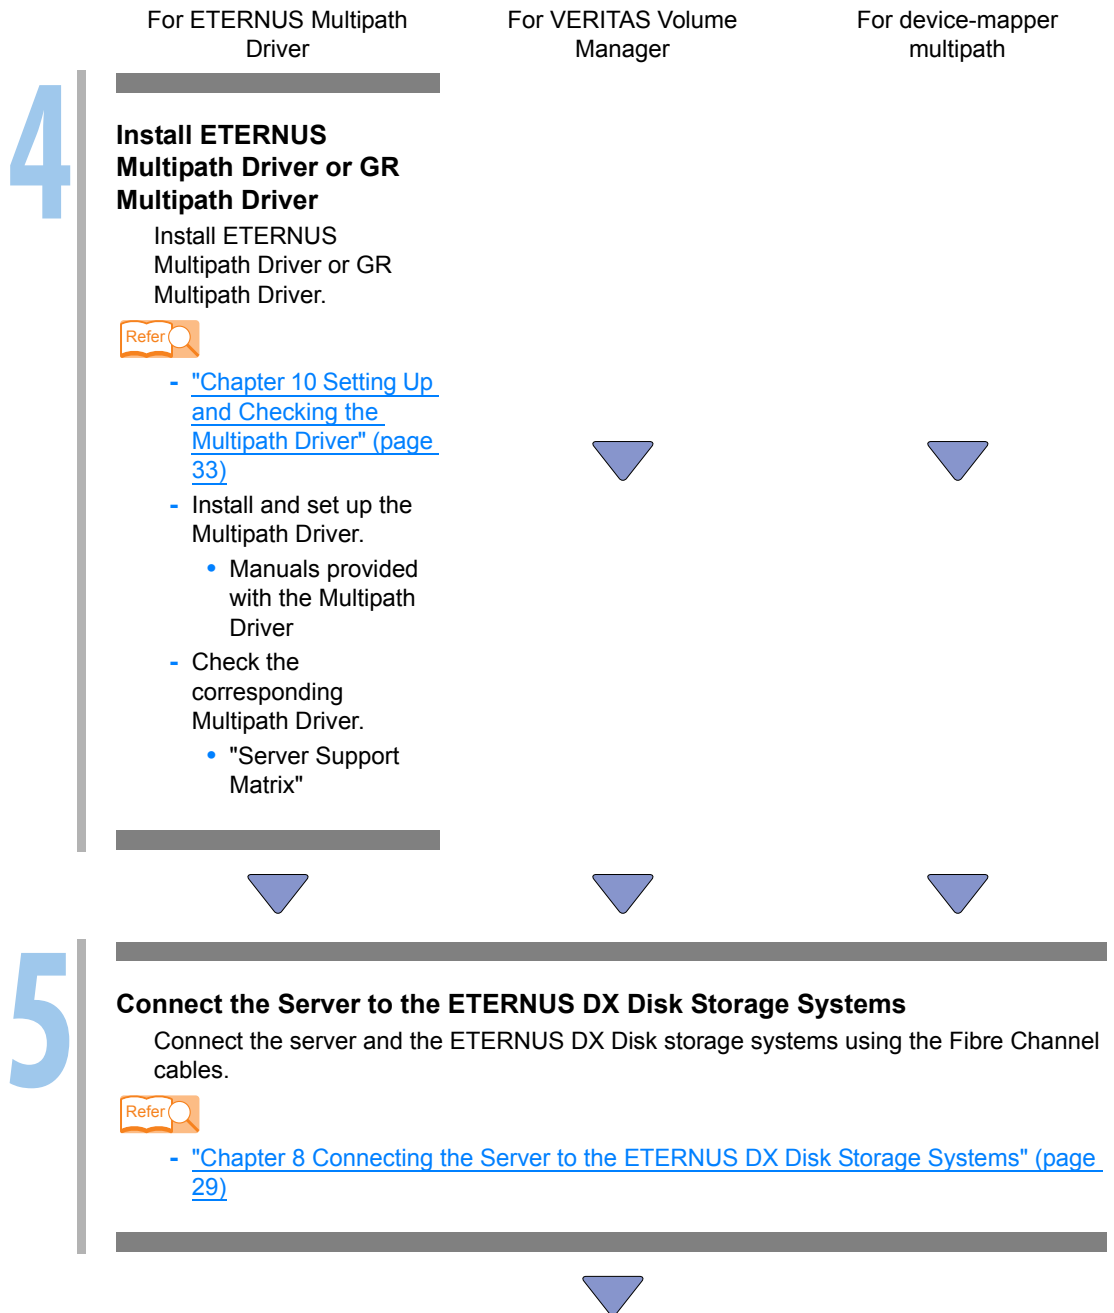 For ETERNUS Multipath
Driver
For VERITAS Volume
Manager
For device-mapper
multipath
4
Install ETERNUS
Multipath Driver or GR
Multipath Driver
Install ETERNUS
Multipath Driver or GR
Multipath Driver.
Refer
- "Chapter 10 Setting Up
and Checking the
Multipath Driver" (page
33)
- Install and set up the
Multipath Driver.
• Manuals provided
with the Multipath
Driver
- Check the
corresponding
Multipath Driver.
• "Server Support
Matrix"
5
Connect the Server to the ETERNUS DX Disk Storage Systems
Connect the server and the ETERNUS DX Disk storage systems using the Fibre Channel
cables.
Refer
- "Chapter 8 Connecting the Server to the ETERNUS DX Disk Storage Systems" (page
29)